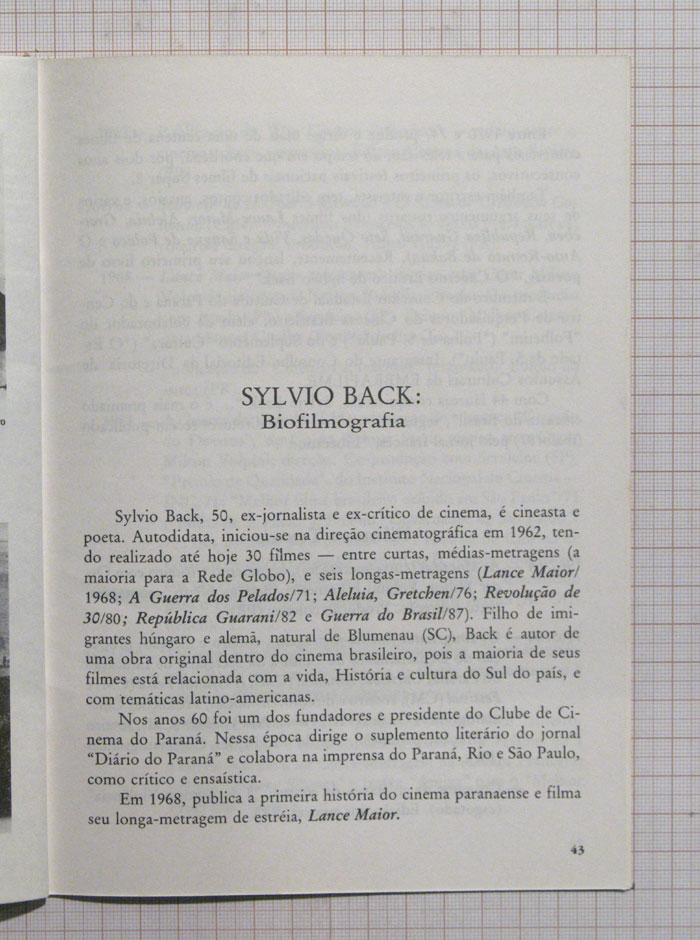 SYLVIO BACK:
Biofilmografia
Sylvio Back, 50, ex-jornalista e ex-crítico de cinema, é cineasta e
poeta. Autodidata, iniciou-se na direção cinematográfica em 1962, ten-
do realizado até hoje 30 filmes — entre curtas, médias-metragens (a
maioria para a Rede Globo), e seis longas-metragens (Lance Maior/
1968; A Guerra dos Pelados/71; Aleluia, Gretchen/76; Revolução de
30/80; República Guarani/82 e Guerra do Brasil/87). Filho de imi-
grantes húngaro e alemã, natural de Blumenau (SC), Back é autor de
uma obra original dentro do cinema brasileiro, pois a maioria de seus
filmes está relacionada com a vida, História e cultura do Sul do país, e
com temáticas latino-americanas.
Nos anos 60 foi um dos fundadores e presidente do Clube de Ci-
nema do Paraná. Nessa época dirige o suplemento literário do jornal
“Diário do Paraná” e colabora na imprensa do Paraná, Rio e São Paulo,
como crítico e ensaística.
Em 1968, publica a primeira história do cinema paranaense e filma
seu longa-metragem de estréia, Lance Maior.
43